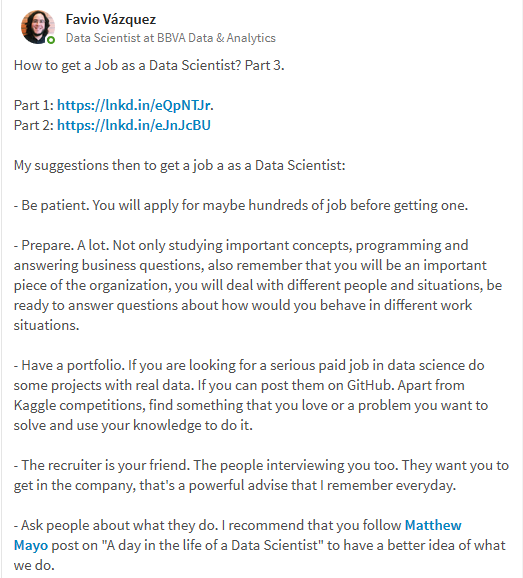 Favio Vázquez
Data Scientist at BBVA Data & Analytics
How to get a Job as a Data Scientist? Part 3.
Part 1: https://lnkd.in/eQpNTJr.
Part 2: https://lnkd.in/eJnJcBU
My suggestions then to get a job a as a Data Scientist:
- Be patient. You will apply for maybe hundreds of job before getting one.
- Prepare. A lot. Not only studying important concepts, programming and
answering business questions, also remember that you will be an important
piece of the organization, you will deal with different people and situations, be
ready to answer questions about how would you behave in different work
situations.
- Have a portfolio. If you are looking for a serious paid job in data science do
some projects with real data. If you can post them on GitHub. Apart from
Kaggle competitions, find something that you love or a problem you want to
solve and use your knowledge to do it.
- The recruiter is your friend. The people interviewing you too. They want you to
get in the company, that's a powerful advise that I remember everyday.
- Ask people about what they do. I recommend that you follow Matthew
Mayo post on "A day in the life of a Data Scientist" to have a better idea of what
we do.